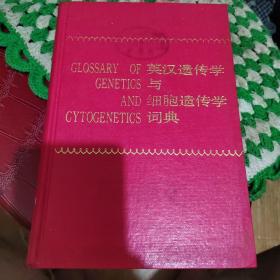 GLOSSARY OF 英汉遗传学
GENETICS 与
AND 细胞遗传学
CYTOGENETICS 词典